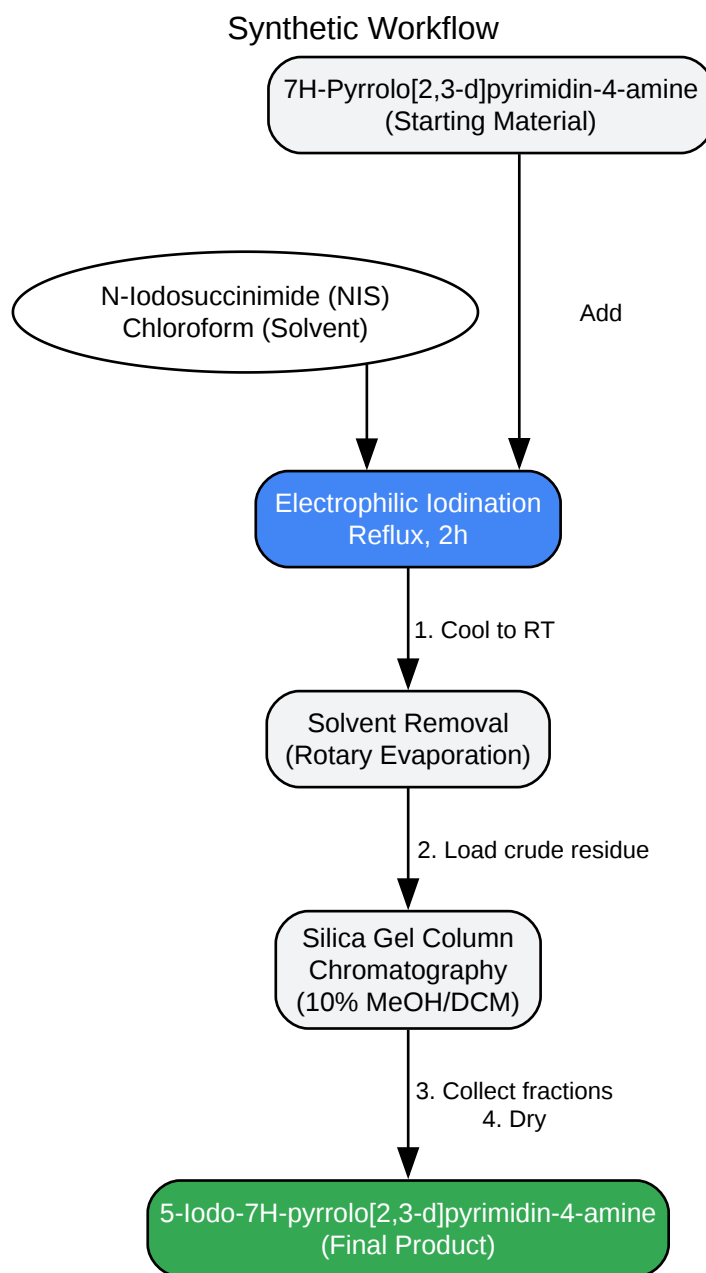 Synthetic Workflow
7H-Pyrrolo[2,3-d]pyrimidin-4-amine
(Starting Material)
N-Iodosuccinimide (NIS)
Chloroform (Solvent)
Add
Electrophilic Iodination
Reflux, 2h
1. Cool to RT
Solvent Removal
(Rotary Evaporation)
2. Load crude residue
Silica Gel Column
Chromatography
(10% MeOH/DCM)
3. Collect fractions
4. Dry
5-Iodo-7H-pyrrolo[2,3-d]pyrimidin-4-amine
(Final Product)